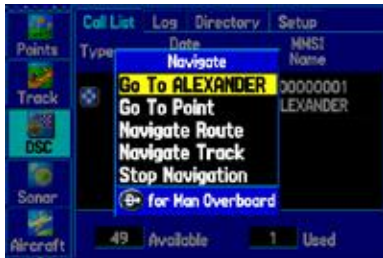 Call List Log Directory Setup
Points
Type Date MMSI
Name
Navigate
Track
Go To ALEXANDER
00000001
Go To Point
LEXANDER
DSC
Navigate Route
Navigate Track
Stop Navigation
Sonar
for Man Overboard
Aircraft
49 Available 1 Used